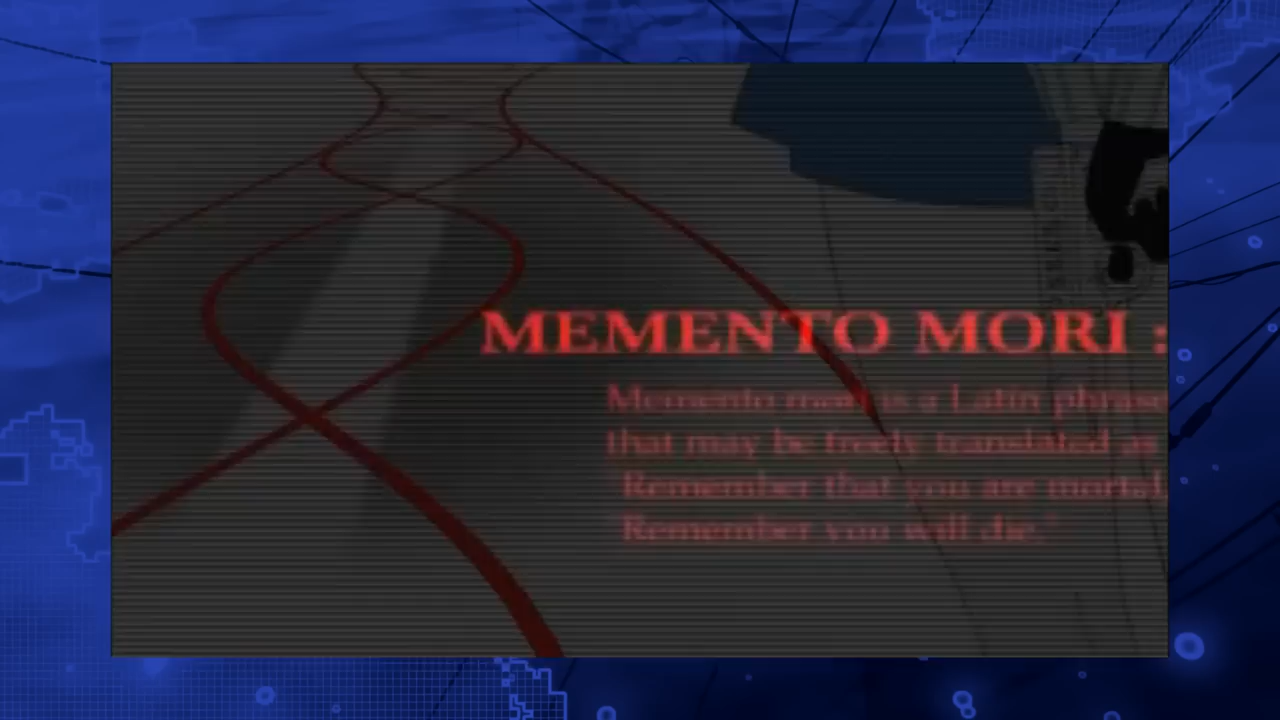 MEMENTO MORI :
Memento mori is a Latin phrase
that may be freely translated as
'Remember that you are mortal
'Remember you will die.'